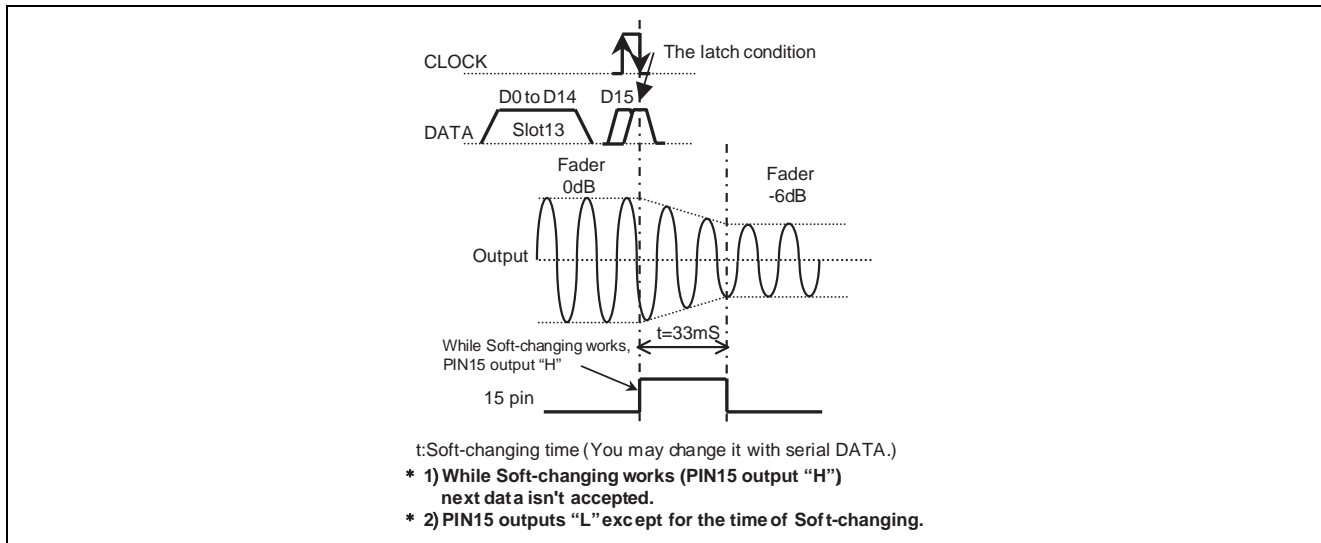 The latch condition
CLOCK
D0 to D14 D15
DATA Slot13
Fader
0dB
Fader
-6dB
Output
t=33mS
While Soft-changing works,
PIN15 output “H”
15 pin
t:Soft-changing time (You may change it with serial DATA.)
* 1) While Soft-changing works (PIN15 output “H”)
next data isn't accepted.
* 2) PIN15 outputs “L” except for the time of Soft-changing.